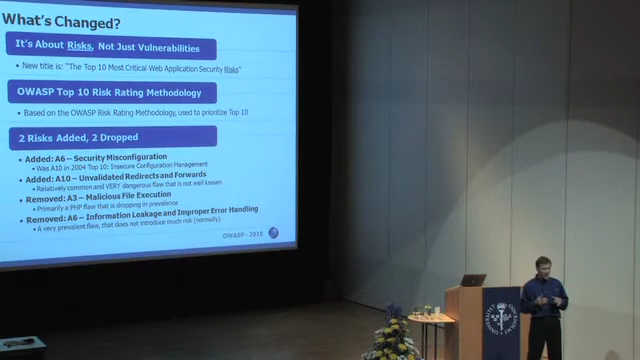 What's Changed?
It's About Risks, Not Just Vulnerabilities
• New title is: "The Top 10 Most Critical Web Application Security Risks"
OWASP Top 10 Risk Rating Methodology
• Based on the OWASP Risk Rating Methodology, used to prioritize Top 10
2 Risks Added, 2 Dropped
• Added: A6 – Security Misconfiguration
• Was A10 in 2004 Top 10: Insecure Configuration Management
• Added: A10 – Unvalidated Redirects and Forwards
• Relatively common and VERY dangerous flaw that is not well known
• Removed: A3 – Malicious File Execution
• Primarily a PHP flaw that is dropping in prevalence
• Removed: A6 – Information Leakage and Improper Error Handling
• A very prevalent flaw, that does not introduce much risk (normally)
OWASP - 2010